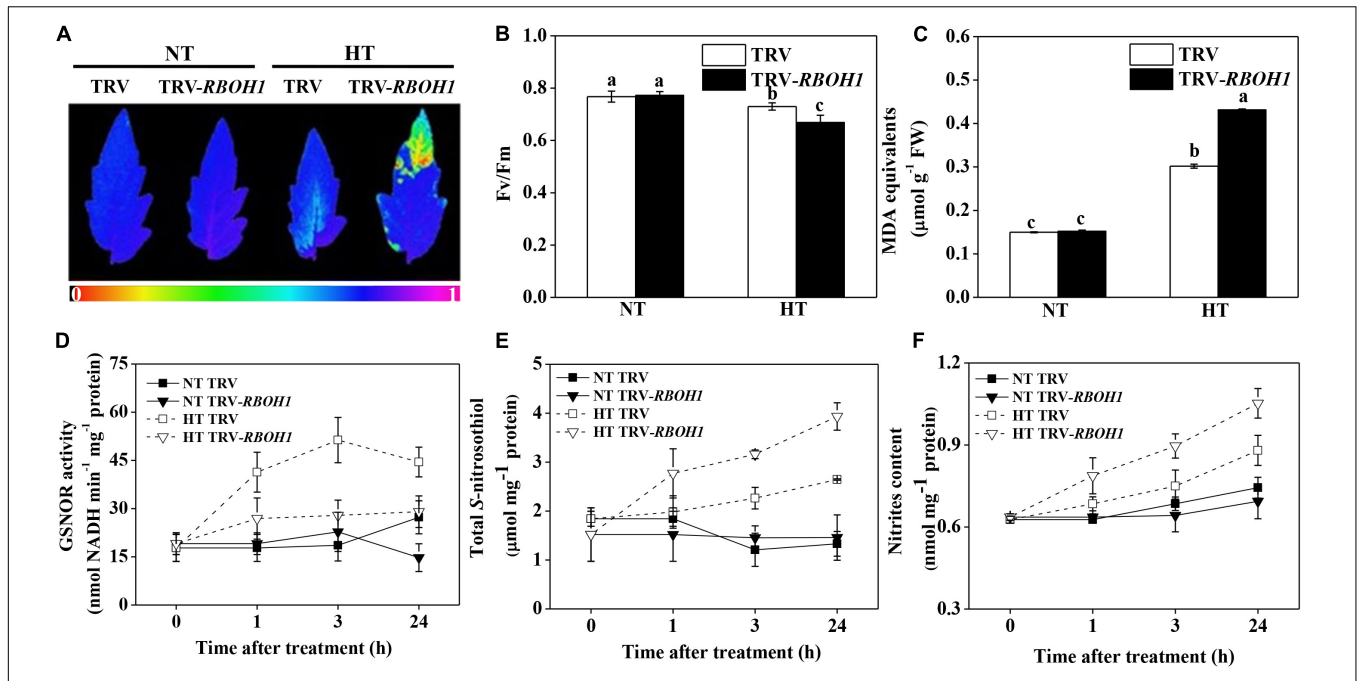 A
NT HT
TRV TRV-RBOH1 TRV TRV-RBOH1
0 1
B
TRV
TRV-RBOH1
Fv/Fm
1.0
0.8
0.6
0.4
0.2
0.0
a a b c
NT HT
C
TRV
TRV-RBOH1
MDA equivalents
(μmol g⁻¹ FW)
0.6
0.5
0.4
0.3
0.2
0.1
0.0
c c b a
NT HT
D
NT TRV
NT TRV-RBOH1
HT TRV
HT TRV-RBOH1
GSNOR activity
(nmol NADH min⁻¹ mg⁻¹ protein)
75
60
45
30
15
0
0 1 3 24
Time after treatment (h)
E
NT TRV
NT TRV-RBOH1
HT TRV
HT TRV-RBOH1
Total S-nitrosothiol
(μmol mg⁻¹ protein)
5
4
3
2
1
0
0 1 3 24
Time after treatment (h)
F
NT TRV
NT TRV-RBOH1
HT TRV
HT TRV-RBOH1
Nitrites content
(nmol mg⁻¹ protein)
1.2
0.9
0.6
0.3
0 1 3 24
Time after treatment (h)